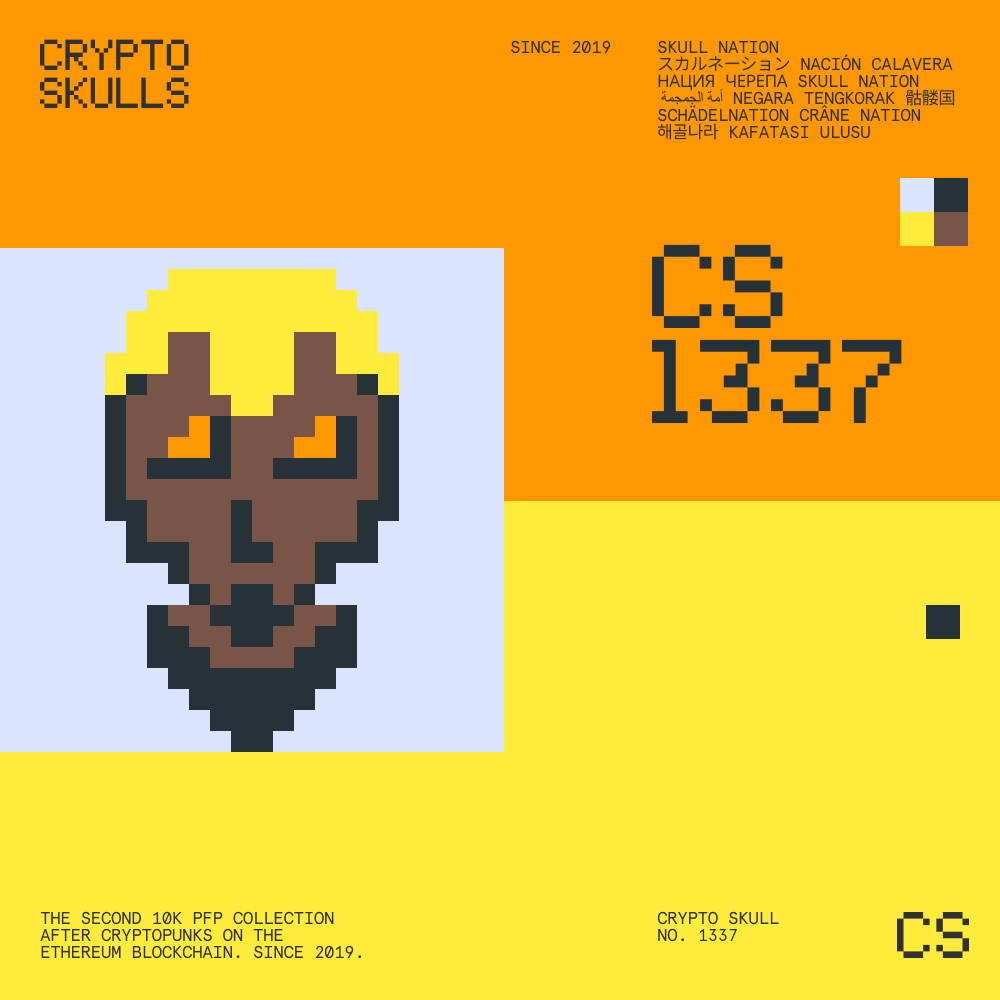 CRYPTO
SKULLS
SINCE 2019
SKULL NATION
スカルネーション NACIÓN CALAVERA
НАЦИЯ ЧЕРЕПА SKULL NATION
أمة الجمجمة NEGARA TENGKORAK 骷髅国
SCHÄDELNATION CRÂNE NATION
해골나라 KAFATASI ULUSU
CS
1337
THE SECOND 10K PFP COLLECTION
AFTER CRYPTOPUNKS ON THE
ETHEREUM BLOCKCHAIN. SINCE 2019.
CRYPTO SKULL
NO. 1337
CS